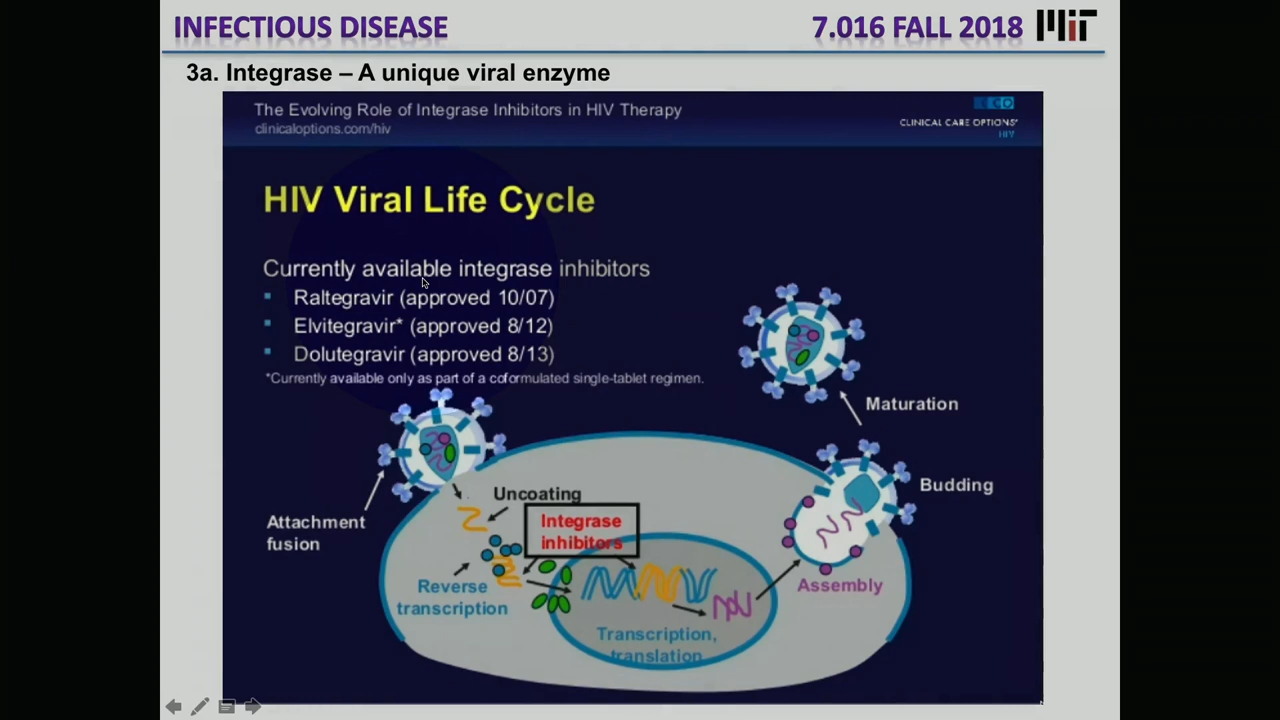 INFECTIOUS DISEASE
7.016 FALL 2018
MIT
3a. Integrase – A unique viral enzyme
The Evolving Role of Integrase Inhibitors in HIV Therapy
clinicaloptions.com/hiv
CCO
CLINICAL CARE OPTIONS®
HIV
HIV Viral Life Cycle
Currently available integrase inhibitors
▪ Raltegravir (approved 10/07)
▪ Elvitegravir* (approved 8/12)
▪ Dolutegravir (approved 8/13)
*Currently available only as part of a coformulated single-tablet regimen.
Maturation
Budding
Uncoating
Attachment
fusion
Integrase
inhibitors
Reverse
transcription
Assembly
Transcription,
translation